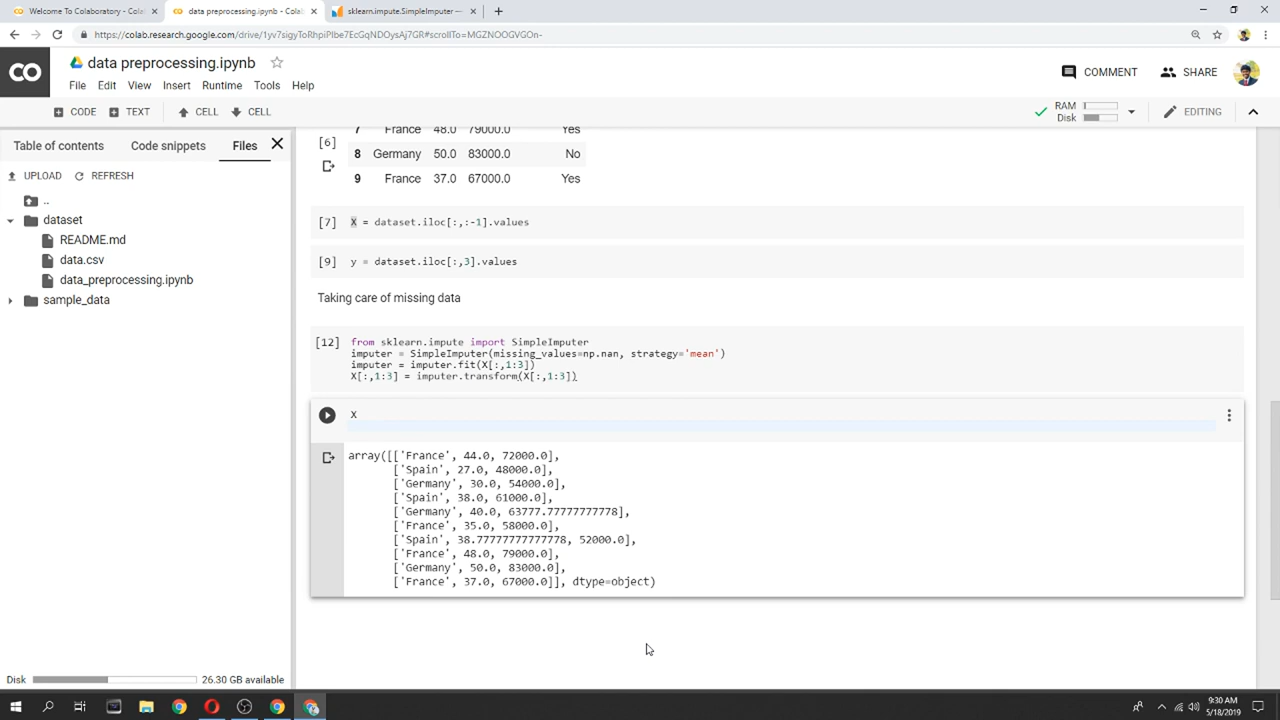 Welcome To Colaboratory - Colab
data preprocessing.ipynb - Colab
sklearn.impute.SimpleImputer —
https://colab.research.google.com/drive/1yv7sigyToRhpiPlbe7EcGqNDOysAj7GR#scrollTo=MGZNOOGVGOn-
CO
data preprocessing.ipynb
File Edit View Insert Runtime Tools Help
COMMENT
SHARE
CODE TEXT CELL CELL
RAM
Disk
EDITING
Table of contents Code snippets Files
UPLOAD REFRESH
..
dataset
README.md
data.csv
data_preprocessing.ipynb
sample_data
Disk 26.30 GB available
7 France 48.0 79000.0 Yes
[6]
8 Germany 50.0 83000.0 No
9 France 37.0 67000.0 Yes
[7] X = dataset.iloc[:,:-1].values
[9] y = dataset.iloc[:,3].values
Taking care of missing data
[12] from sklearn.impute import SimpleImputer
imputer = SimpleImputer(missing_values=np.nan, strategy='mean')
imputer = imputer.fit(X[:,1:3])
X[:,1:3] = imputer.transform(X[:,1:3])
X
array([['France', 44.0, 72000.0],
['Spain', 27.0, 48000.0],
['Germany', 30.0, 54000.0],
['Spain', 38.0, 61000.0],
['Germany', 40.0, 63777.77777777778],
['France', 35.0, 58000.0],
['Spain', 38.77777777777778, 52000.0],
['France', 48.0, 79000.0],
['Germany', 50.0, 83000.0],
['France', 37.0, 67000.0]], dtype=object)
9:30 AM
5/18/2019